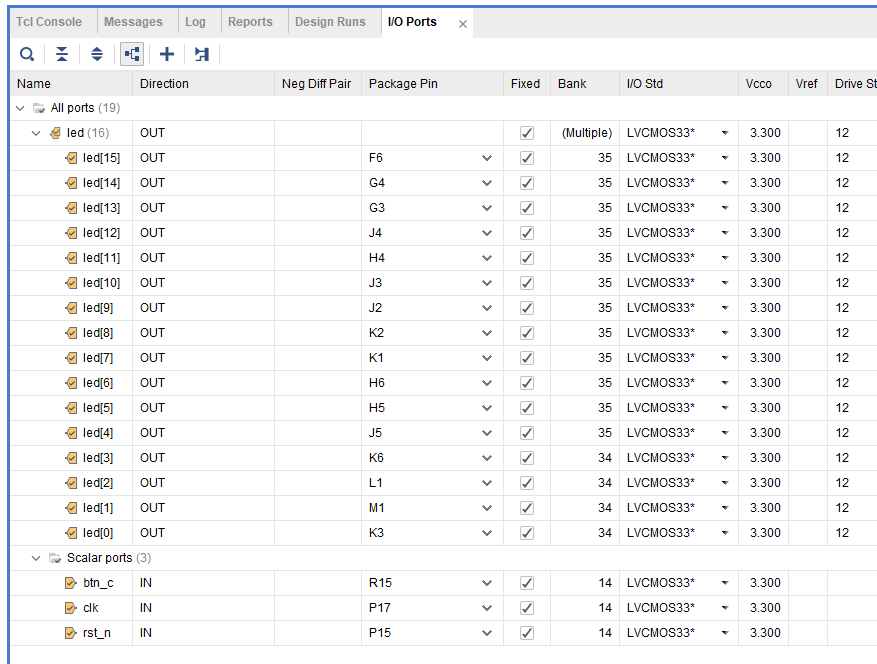 Tcl Console Messages Log Reports Design Runs I/O Ports
Name Direction Neg Diff Pair Package Pin Fixed Bank I/O Std Vcco Vref Drive St
All ports (19)
led (16) OUT (Multiple) LVCMOS33* 3.300 12
led[15] OUT F6 35 LVCMOS33* 3.300 12
led[14] OUT G4 35 LVCMOS33* 3.300 12
led[13] OUT G3 35 LVCMOS33* 3.300 12
led[12] OUT J4 35 LVCMOS33* 3.300 12
led[11] OUT H4 35 LVCMOS33* 3.300 12
led[10] OUT J3 35 LVCMOS33* 3.300 12
led[9] OUT J2 35 LVCMOS33* 3.300 12
led[8] OUT K2 35 LVCMOS33* 3.300 12
led[7] OUT K1 35 LVCMOS33* 3.300 12
led[6] OUT H6 35 LVCMOS33* 3.300 12
led[5] OUT H5 35 LVCMOS33* 3.300 12
led[4] OUT J5 35 LVCMOS33* 3.300 12
led[3] OUT K6 34 LVCMOS33* 3.300 12
led[2] OUT L1 34 LVCMOS33* 3.300 12
led[1] OUT M1 34 LVCMOS33* 3.300 12
led[0] OUT K3 34 LVCMOS33* 3.300 12
Scalar ports (3)
btn_c IN R15 14 LVCMOS33* 3.300
clk IN P17 14 LVCMOS33* 3.300
rst_n IN P15 14 LVCMOS33* 3.300